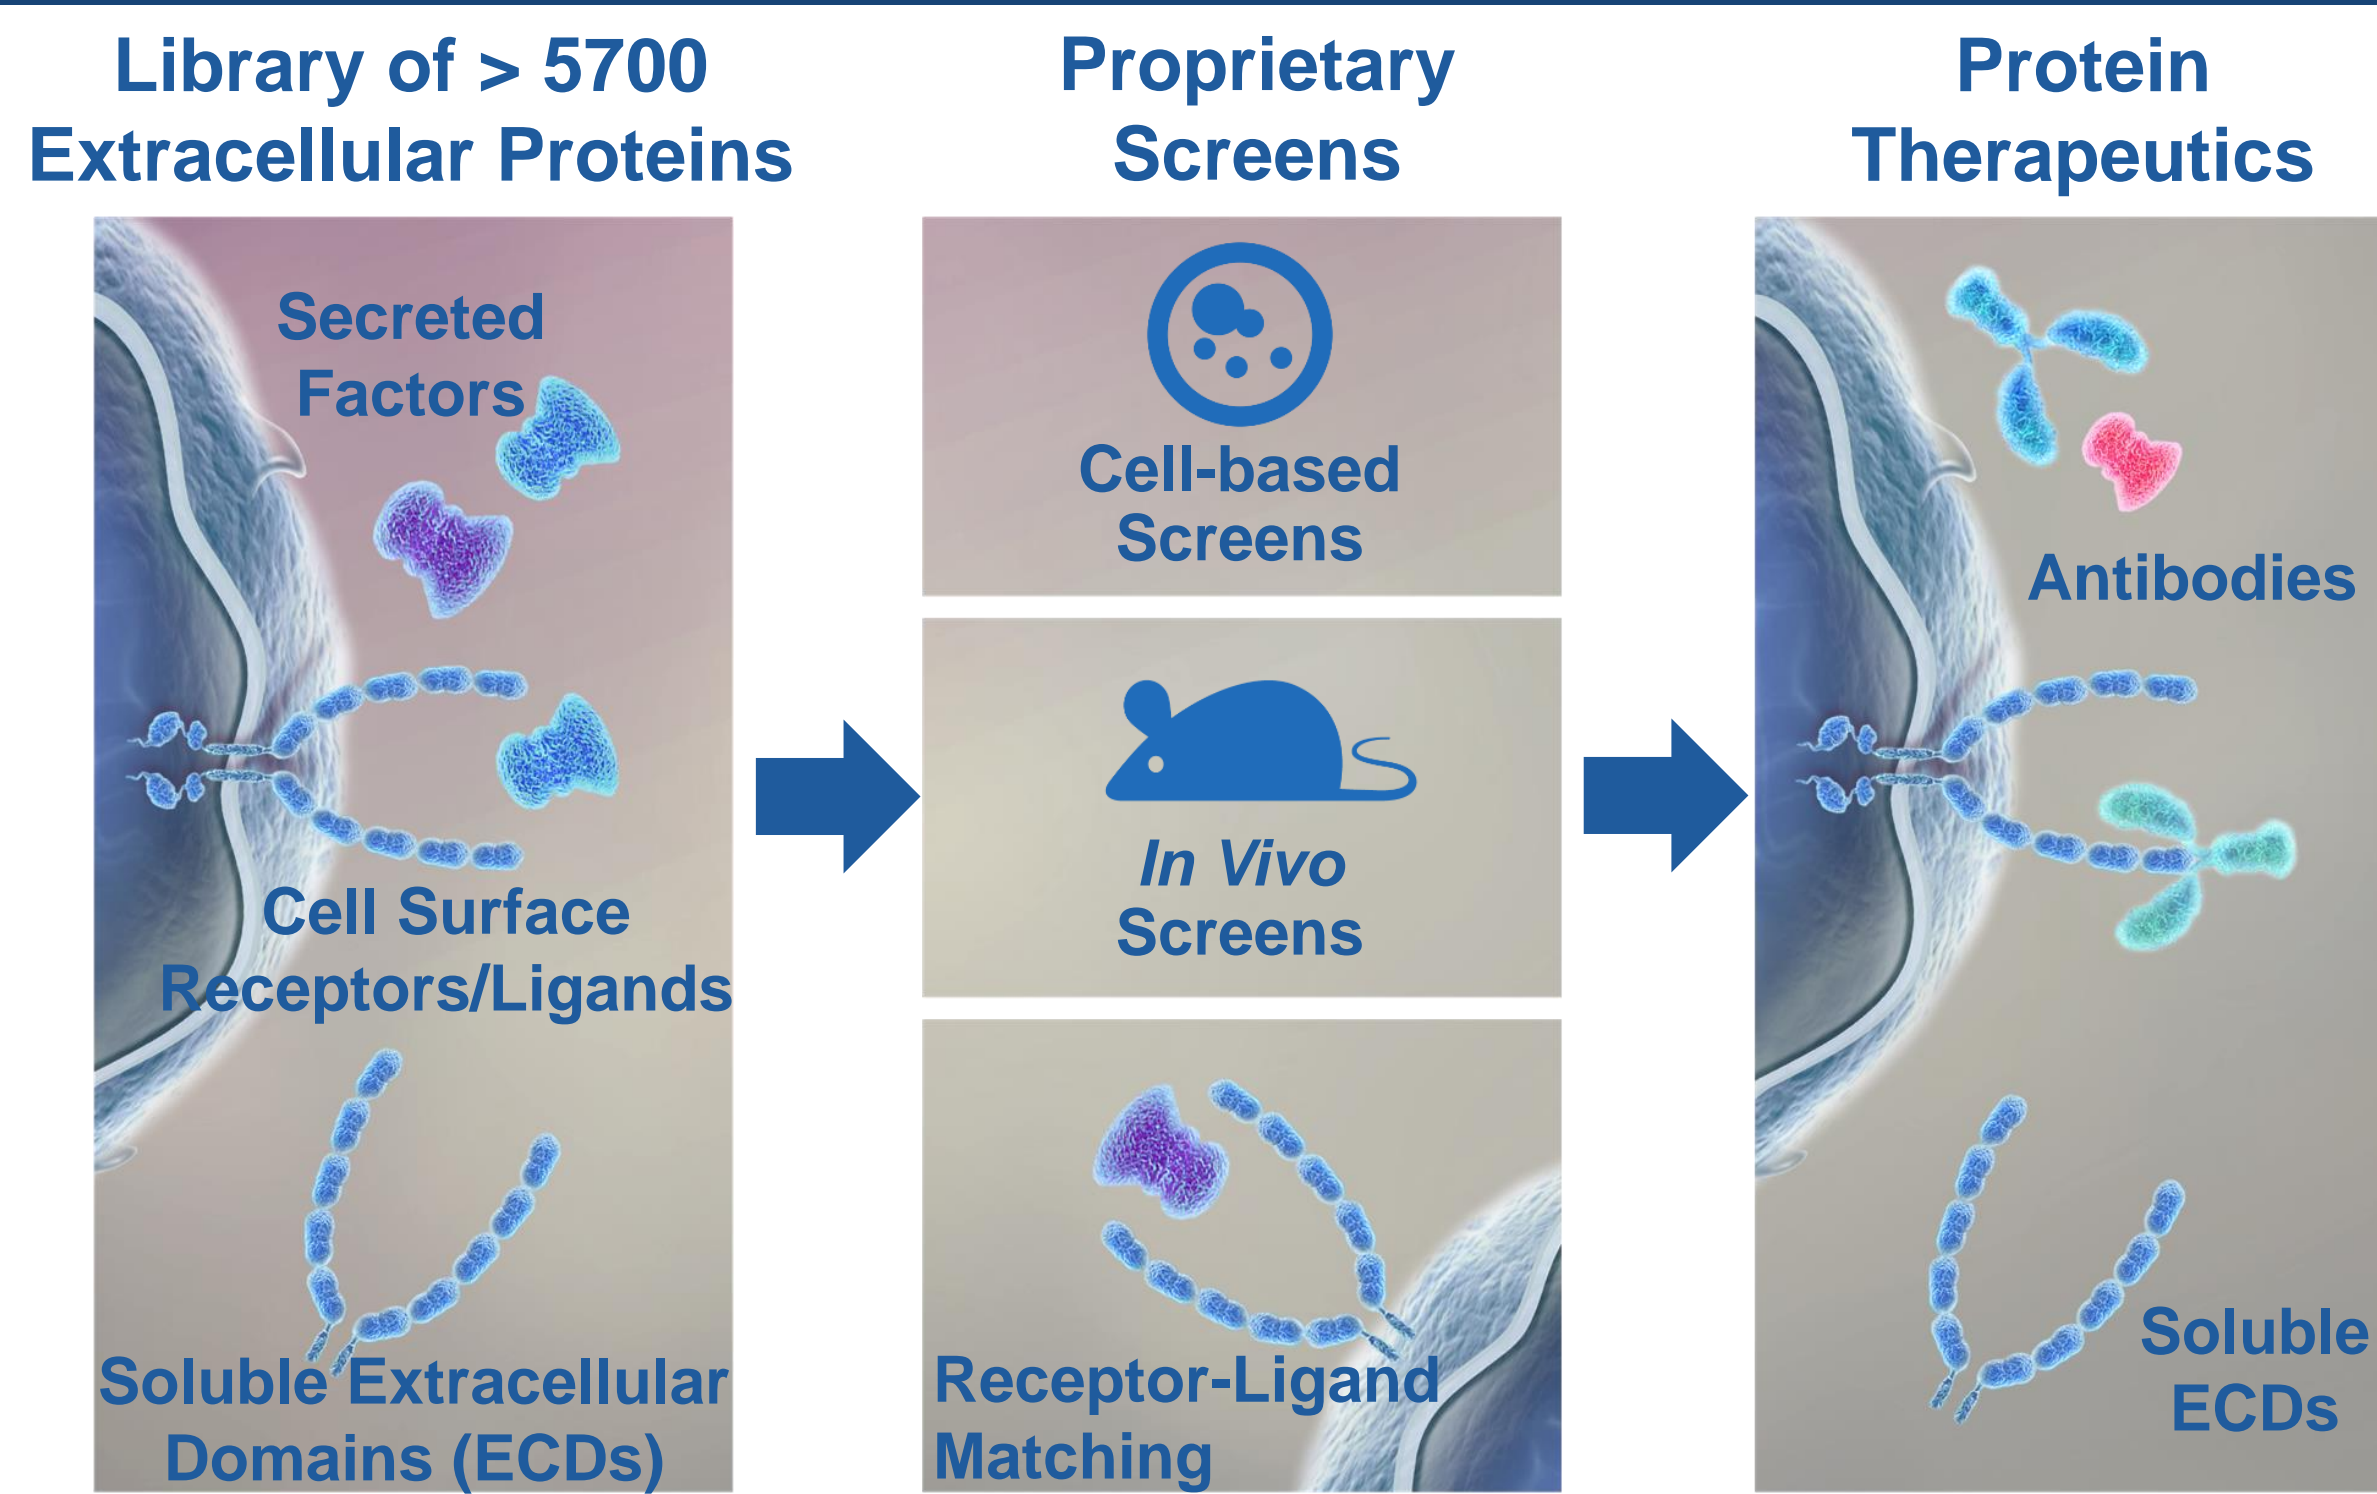 Library of > 5700
Extracellular Proteins
Secreted
Factors
Cell Surface
Receptors/Ligands
Soluble Extracellular
Domains (ECDs)
Proprietary
Screens
Cell-based
Screens
In Vivo
Screens
Receptor-Ligand
Matching
Protein
Therapeutics
Antibodies
Soluble
ECDs